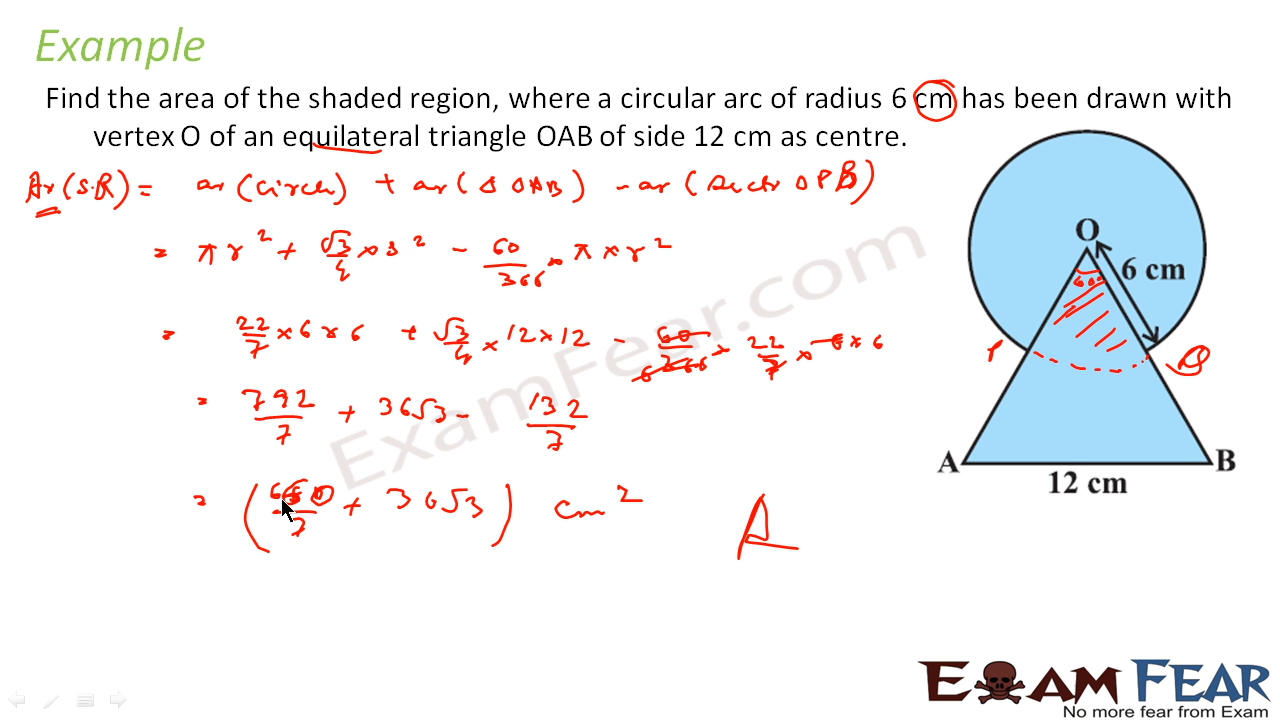 Example
Find the area of the shaded region, where a circular arc of radius 6 cm has been drawn with
vertex O of an equilateral triangle OAB of side 12 cm as centre.
Ar (S.R) = ar (Circle) + ar (Δ OAB) - ar (Sector OPQ)
= π r² + √3/4 × s² - 60/360 × π × r²
= 22/7 × 6 × 6 + √3/4 × 12 × 12 - 60/360 × 22/7 × 6 × 6
= 792/7 + 36√3 - 132/7
= (660/7 + 36√3) cm²
O
6 cm
60°
P
Q
A
B
12 cm
ExamFear.com
EXAM FEAR
No more fear from Exam